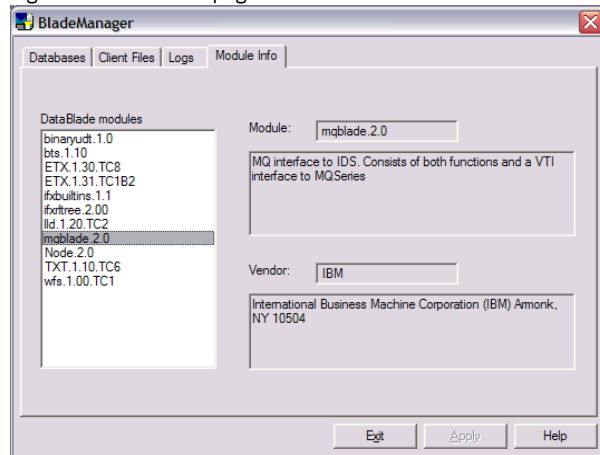 BladeManager
Databases Client Files Logs Module Info
DataBlade modules
binaryudt.1.0
bts.1.10
ETX.1.30.TC8
ETX.1.31.TC1B2
ifxbuiltins.1.1
ifxrtree.2.00
lld.1.20.TC2
mqblade.2.0
Node.2.0
TXT.1.10.TC6
wfs.1.00.TC1
Module: mqblade.2.0
MQ interface to IDS. Consists of both functions and a VTI
interface to MQSeries
Vendor: IBM
International Business Machine Corporation (IBM) Armonk,
NY 10504
Exit Apply Help